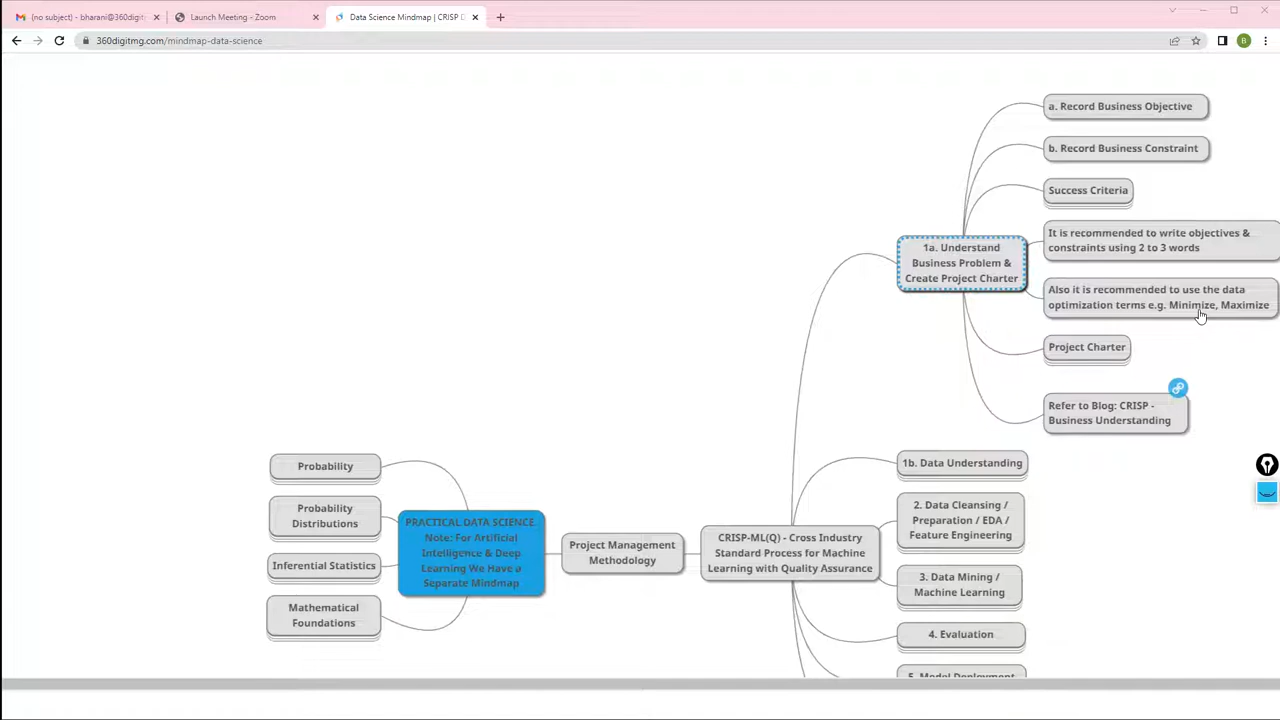 (no subject) - bharani@360digit
Launch Meeting - Zoom
Data Science Mindmap | CRISP D
360digitmg.com/mindmap-data-science
B
a. Record Business Objective
b. Record Business Constraint
Success Criteria
It is recommended to write objectives &
constraints using 2 to 3 words
1a. Understand
Business Problem &
Create Project Charter
Also it is recommended to use the data
optimization terms e.g. Minimize, Maximize
Project Charter
Refer to Blog: CRISP -
Business Understanding
1b. Data Understanding
2. Data Cleansing /
Preparation / EDA /
Feature Engineering
3. Data Mining /
Machine Learning
4. Evaluation
5. Model Deployment
CRISP-ML(Q) - Cross Industry
Standard Process for Machine
Learning with Quality Assurance
Project Management
Methodology
PRACTICAL DATA SCIENCE
Note: For Artificial
Intelligence & Deep
Learning We Have a
Separate Mindmap
Probability
Probability
Distributions
Inferential Statistics
Mathematical
Foundations